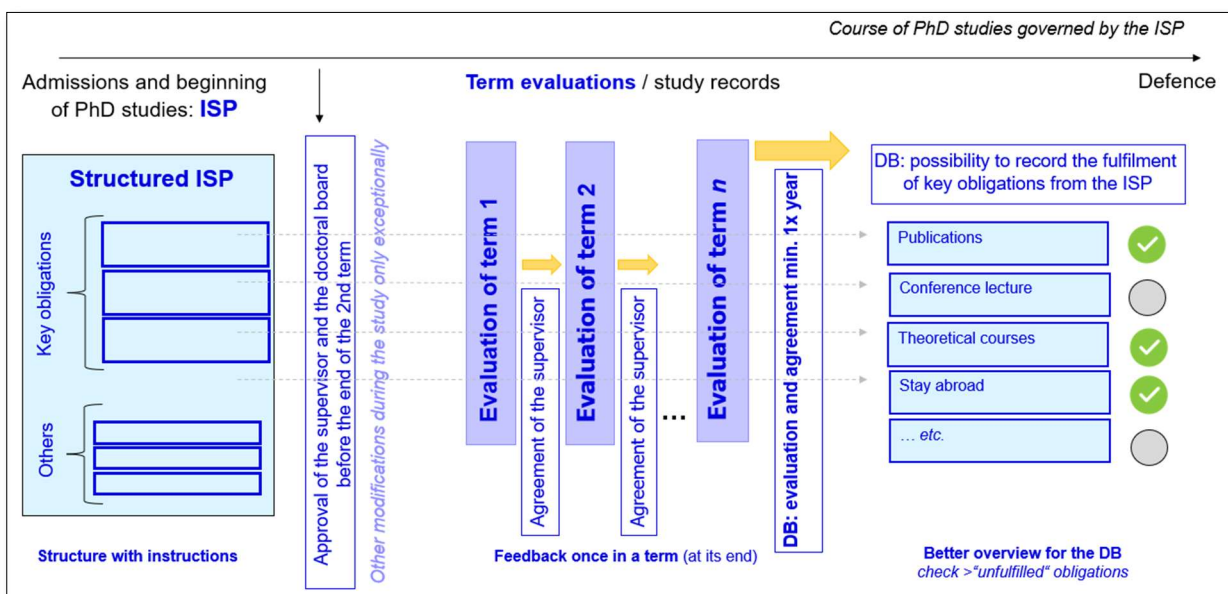 Course of PhD studies governed by the ISP
Admissions and beginning
of PhD studies: ISP
Term evaluations / study records
Defence
Structured ISP
Key obligations
Others
Structure with instructions
Approval of the supervisor and the doctoral board
before the end of the 2nd term
Other modifications during the study only exceptionally
Evaluation of term 1
Agreement of the supervisor
Evaluation of term 2
Agreement of the supervisor
...
Evaluation of term n
DB: evaluation and agreement min. 1x year
Feedback once in a term (at its end)
DB: possibility to record the fulfilment
of key obligations from the ISP
Publications
Conference lecture
Theoretical courses
Stay abroad
... etc.
Better overview for the DB
check >“unfulfilled“ obligations